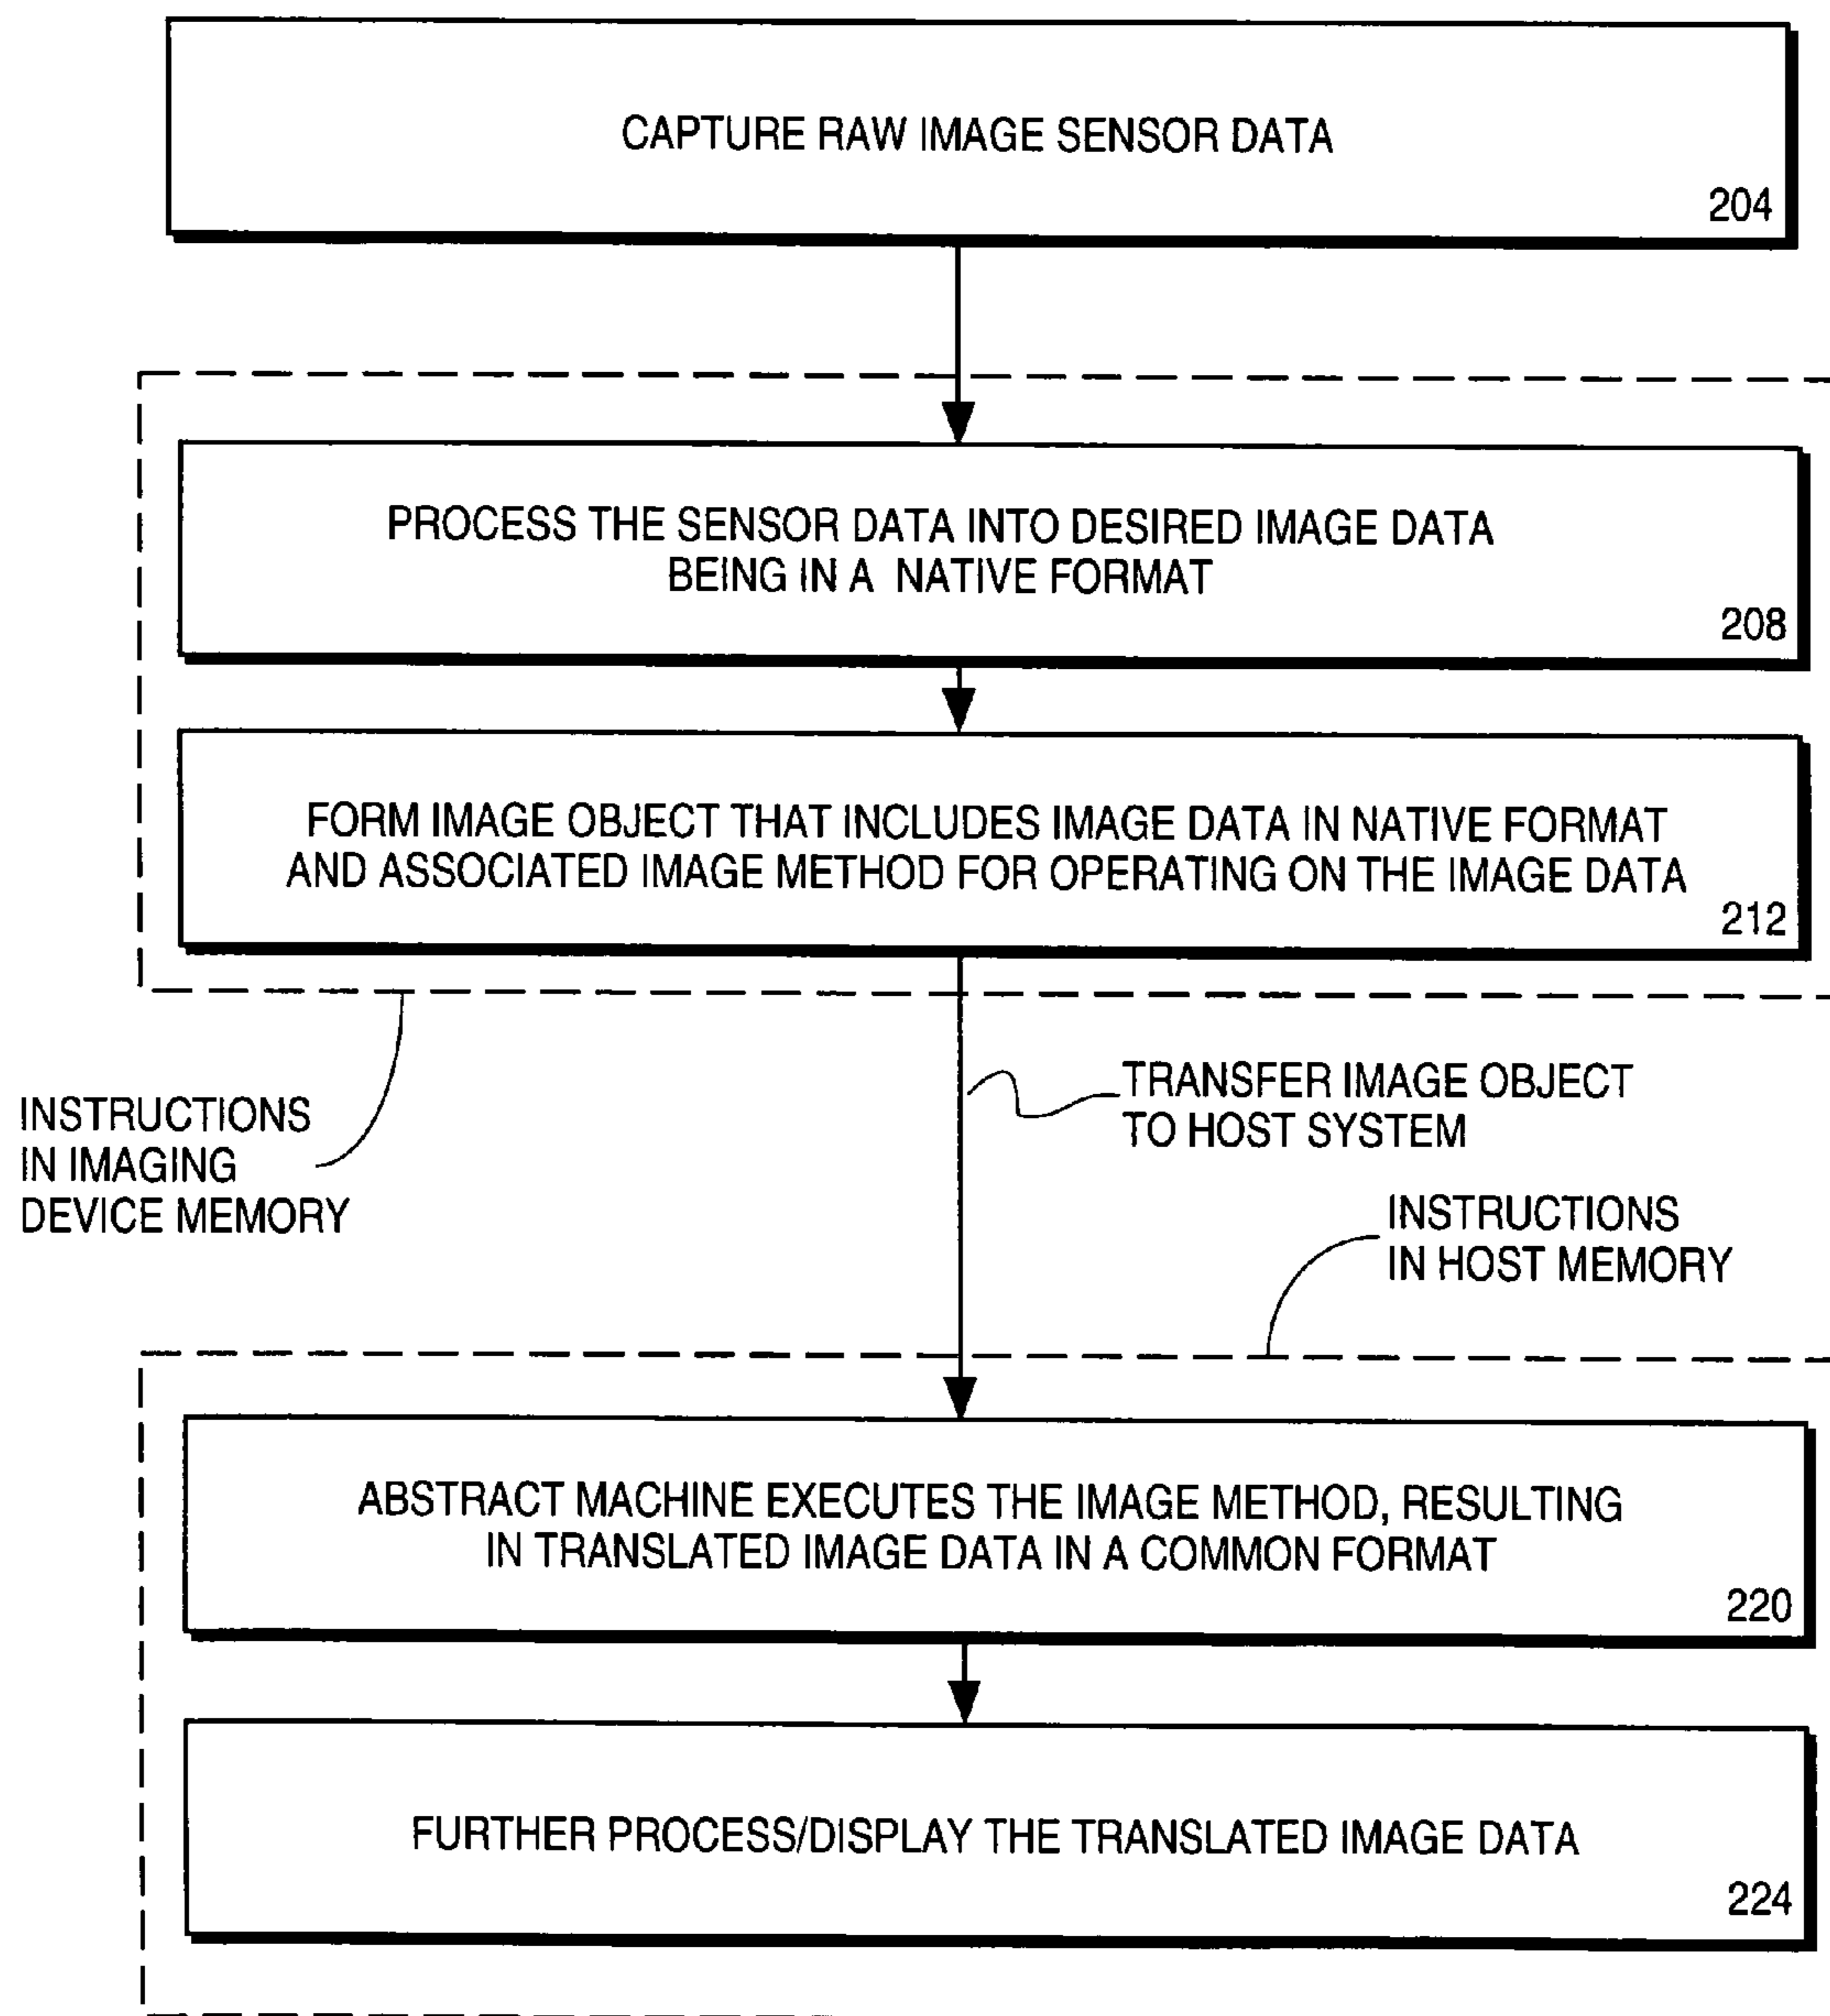 CAPTURE RAW IMAGE SENSOR DATA
204
PROCESS THE SENSOR DATA INTO DESIRED IMAGE DATA
BEING IN A NATIVE FORMAT
208
FORM IMAGE OBJECT THAT INCLUDES IMAGE DATA IN NATIVE FORMAT
AND ASSOCIATED IMAGE METHOD FOR OPERATING ON THE IMAGE DATA
212
INSTRUCTIONS
IN IMAGING
DEVICE MEMORY
TRANSFER IMAGE OBJECT
TO HOST SYSTEM
INSTRUCTIONS
IN HOST MEMORY
ABSTRACT MACHINE EXECUTES THE IMAGE METHOD, RESULTING
IN TRANSLATED IMAGE DATA IN A COMMON FORMAT
220
FURTHER PROCESS/DISPLAY THE TRANSLATED IMAGE DATA
224